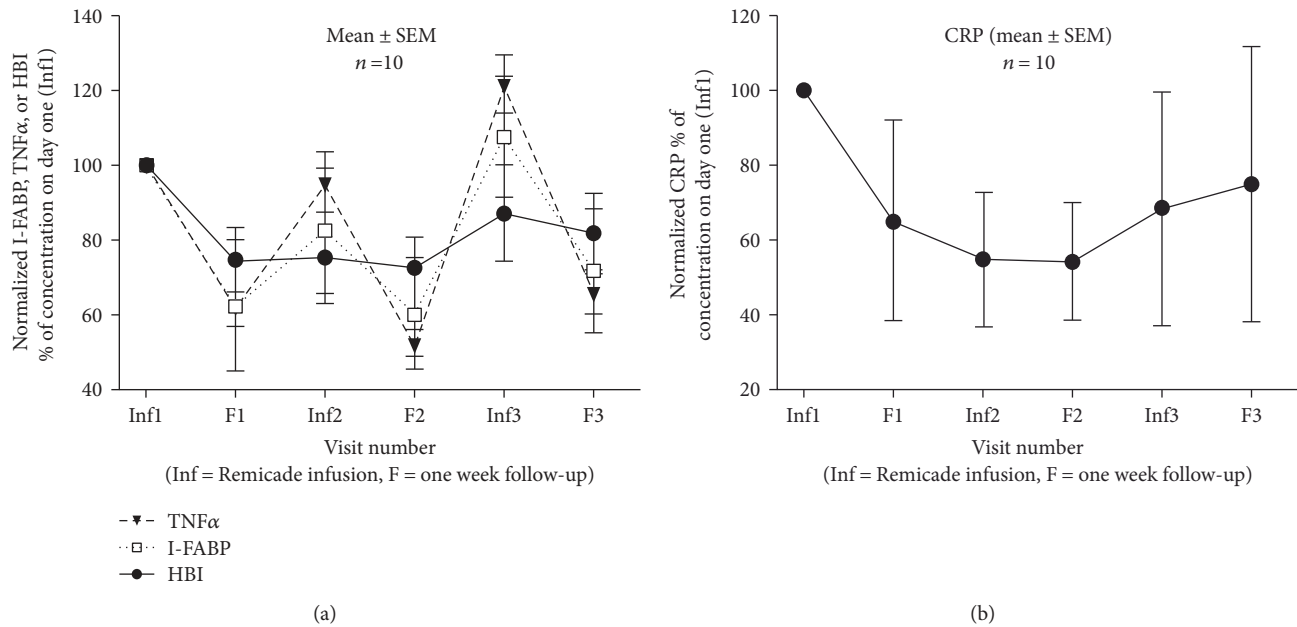 Normalized I-FABP, TNFα, or HBI
% of concentration on day one (Inf1)
140
120
100
80
60
40
Mean ± SEM
n =10
Inf1 F1 Inf2 F2 Inf3 F3
Visit number
(Inf = Remicade infusion, F = one week follow-up)
TNFα
I-FABP
HBI
(a)
Normalized CRP % of
concentration on day one (Inf1)
120
100
80
60
40
20
CRP (mean ± SEM)
n = 10
Inf1 F1 Inf2 F2 Inf3 F3
Visit number
(Inf = Remicade infusion, F = one week follow-up)
(b)